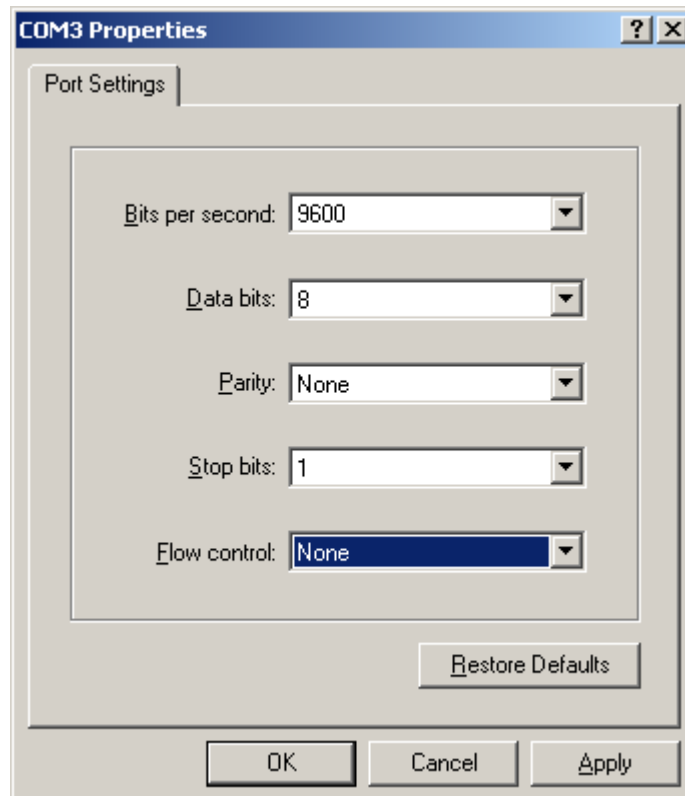 COM3 Properties
Port Settings
Bits per second: 9600
Data bits: 8
Parity: None
Stop bits: 1
Flow control: None
Restore Defaults
OK Cancel Apply